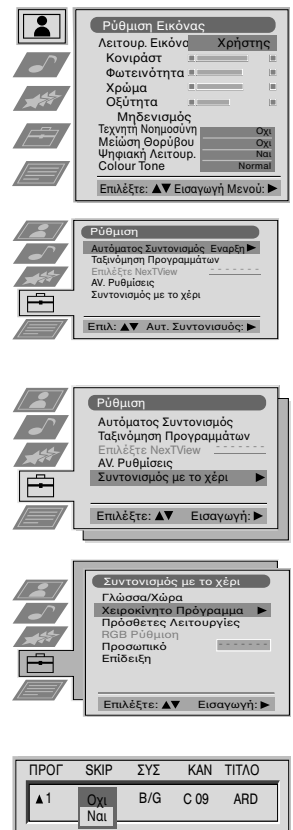 Ρύθμιση Εικόνας
Λειτουρ. Εικόνα Χρήστης
Κονιράστ
Φωτεινότητα
Χρώμα
Οξύτητα
Μηδενισμός
Τεχνητή Νοημοσύνη Οχι
Μείωση Θορύβου Οχι
Ψηφιακή Λειτουρ. Ναι
Colour Tone Normal
Επιλέξτε: ▲▼ Εισαγωγή Μενού: ▶
Ρύθμιση
Αυτόματος Συντονισμός Εναρξη ▶
Ταξινόμηση Προγραμμάτων
Επιλέξτε NexTView - - - - - - -
AV. Ρυθμίσεις
Συντονισμός με το χέρι
Επιλ: ▲▼ Αυτ. Συντονισυός: ▶
Ρύθμιση
Αυτόματος Συντονισμός
Ταξινόμηση Προγραμμάτων
Επιλέξτε NexTView - - - - - - -
AV. Ρυθμίσεις
Συντονισμός με το χέρι ▶
Επιλέξτε: ▲▼ Εισαγωγή: ▶
Συντονισμός με το χέρι
Γλώσσα/Χώρα
Χειροκίνητο Πρόγραμμα ▶
Πρόσθετες Λειτουργίες
RGB Ρύθμιση
Προσωπικό - - - - - - -
Επίδειξη
Επιλέξτε: ▲▼ Εισαγωγή: ▶
ΠΡΟΓ SKIP ΣΥΣ ΚΑΝ ΤΙΤΛΟ
▲1 Οχι B/G C 09 ARD
Ναι